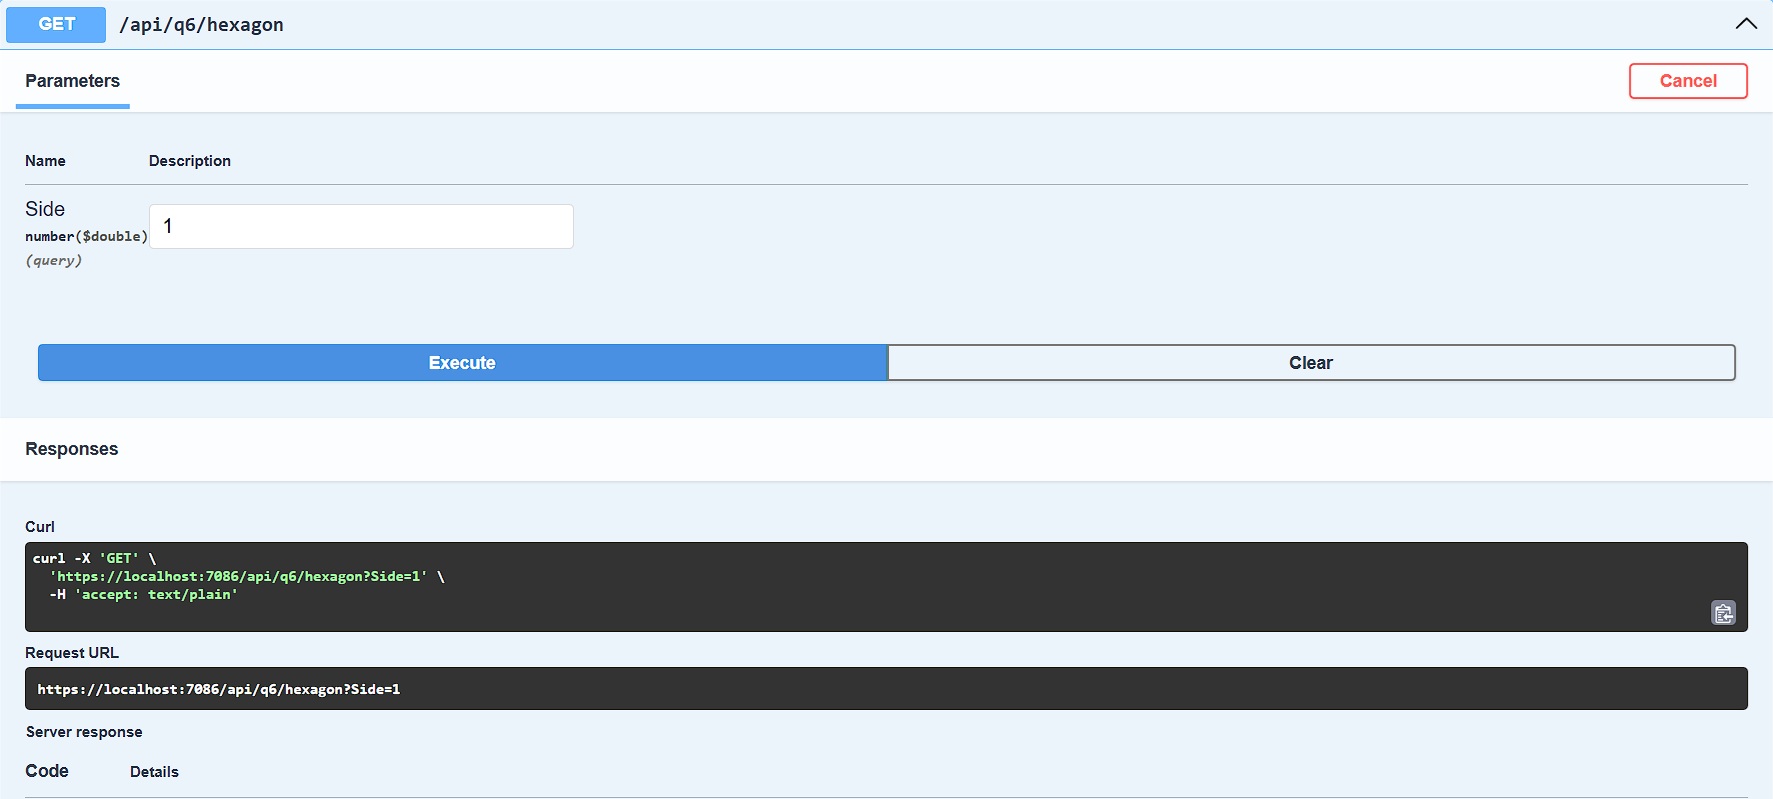 GET /api/q6/hexagon
Parameters
Cancel
Name Description
Side
number($double)
(query)
1
Execute
Clear
Responses
Curl
curl -X 'GET' \
  'https://localhost:7086/api/q6/hexagon?Side=1' \
  -H 'accept: text/plain'
Request URL
https://localhost:7086/api/q6/hexagon?Side=1
Server response
Code Details